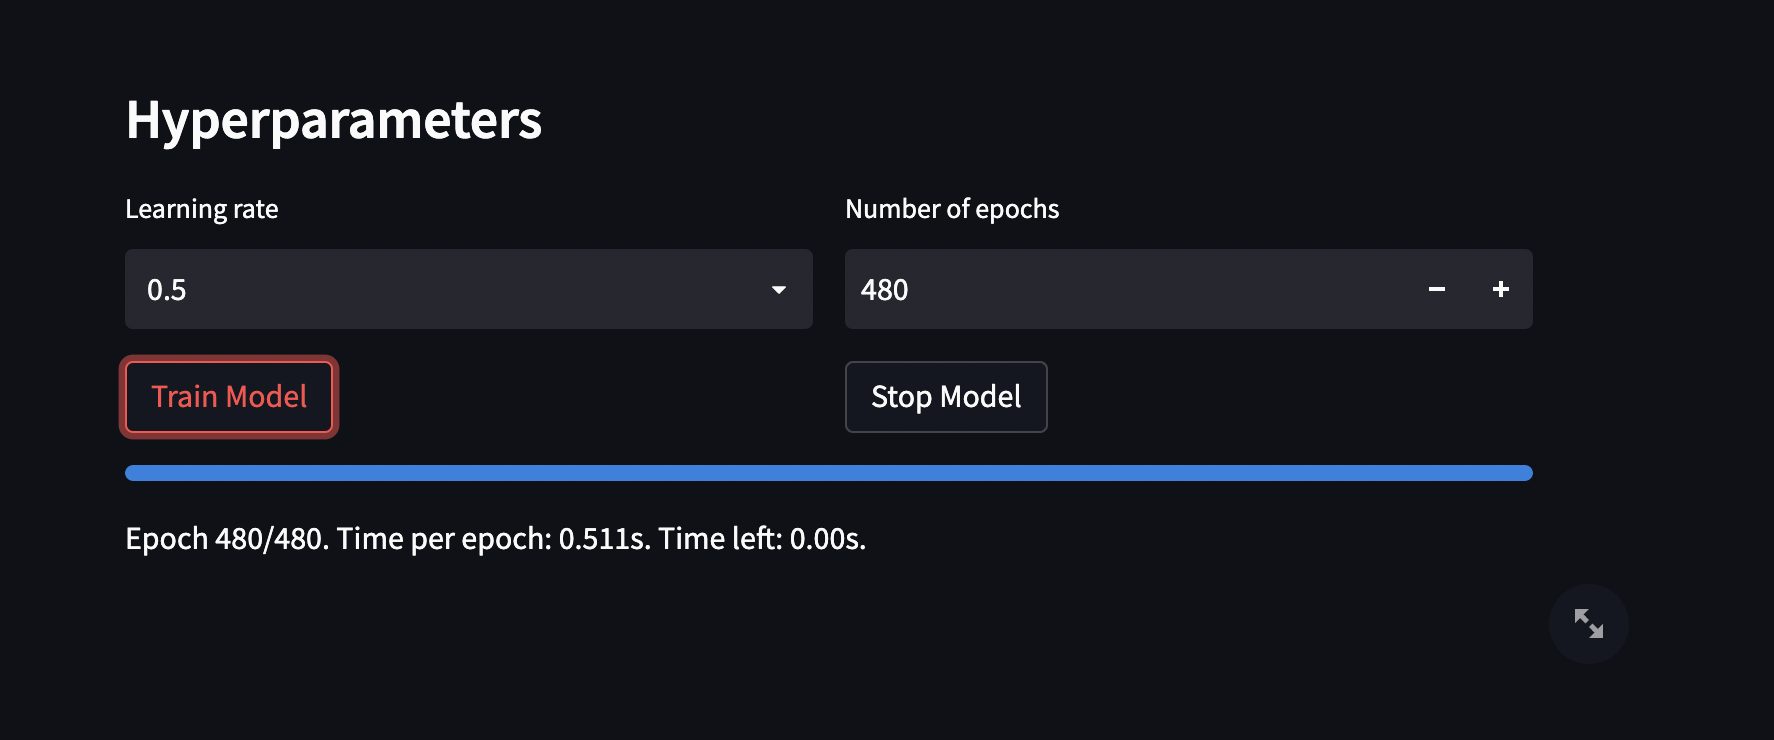 Hyperparameters
Learning rate
Number of epochs
0.5
480
Train Model
Stop Model
Epoch 480/480. Time per epoch: 0.511s. Time left: 0.00s.